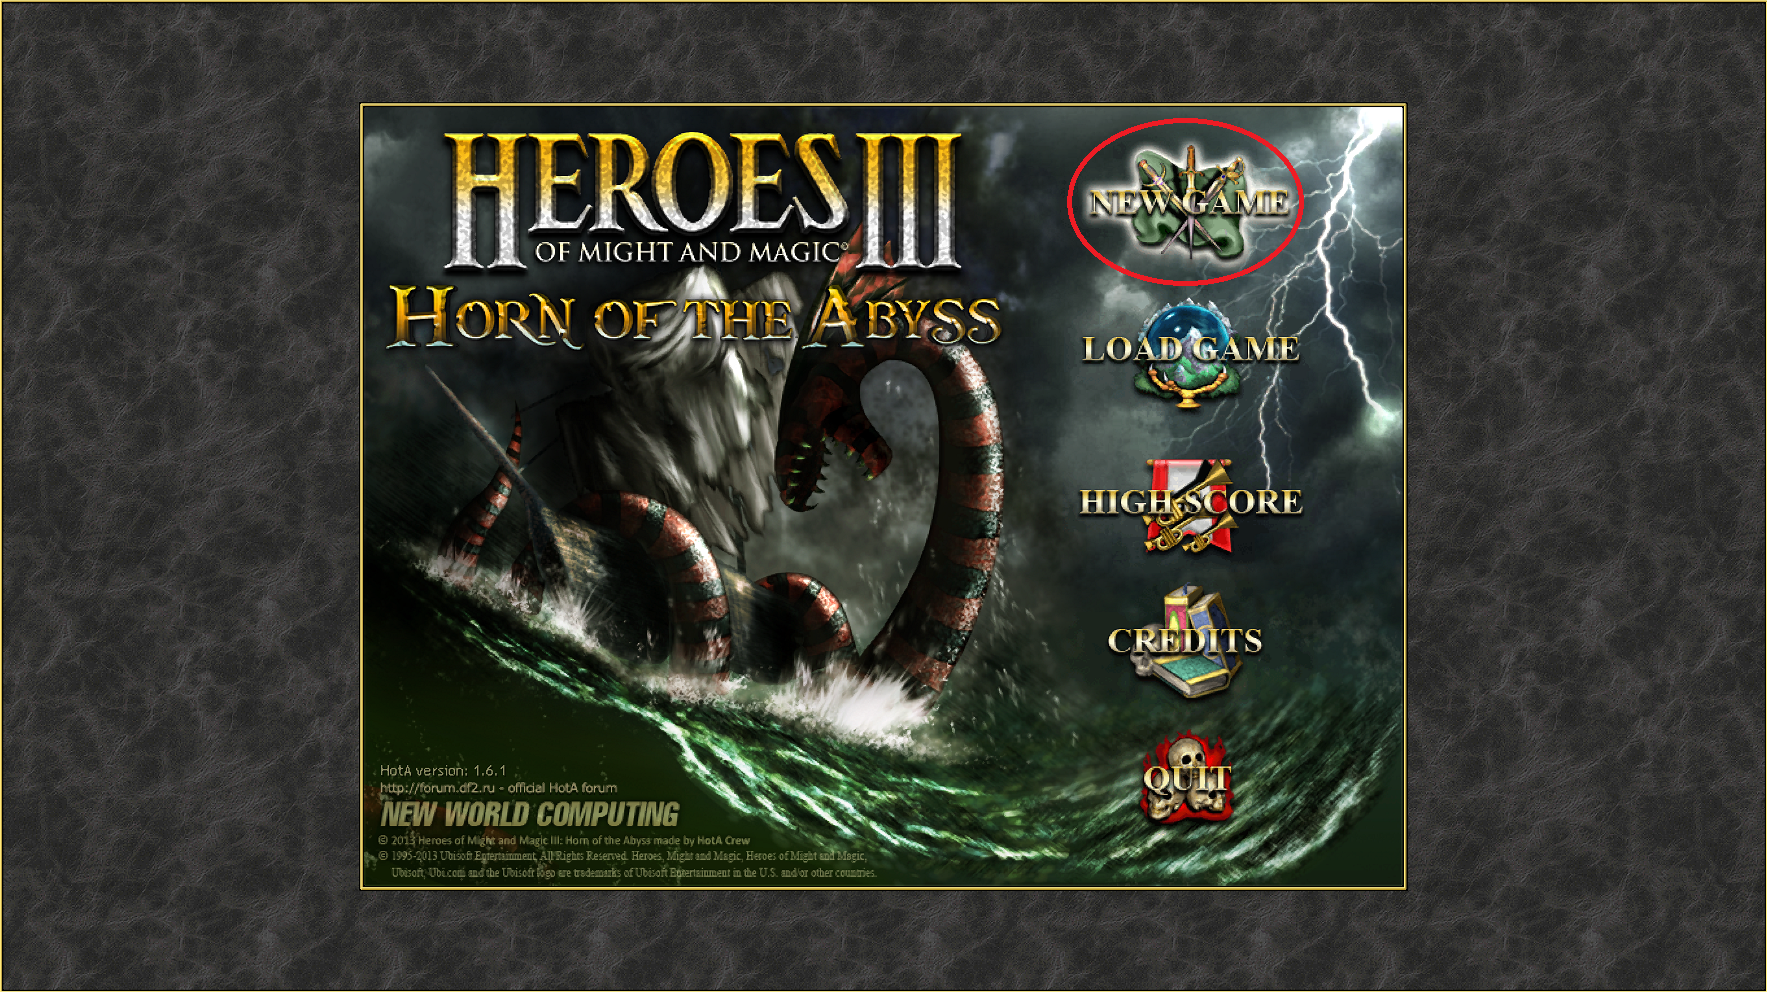 HEROES III
OF MIGHT AND MAGIC®
HORN OF THE ABYSS
NEW GAME
LOAD GAME
HIGH SCORE
CREDITS
QUIT
HotA version: 1.6.1
http://forum.df2.ru - official HotA forum
NEW WORLD COMPUTING
© 2013 Heroes of Might and Magic III: Horn of the Abyss made by HotA Crew
© 1995-2013 Ubisoft Entertainment, All Rights Reserved. Heroes, Might and Magic, Heroes of Might and Magic,
Ubisoft, Ubi.com and the Ubisoft logo are trademarks of Ubisoft Entertainment in the U.S. and/or other countries.